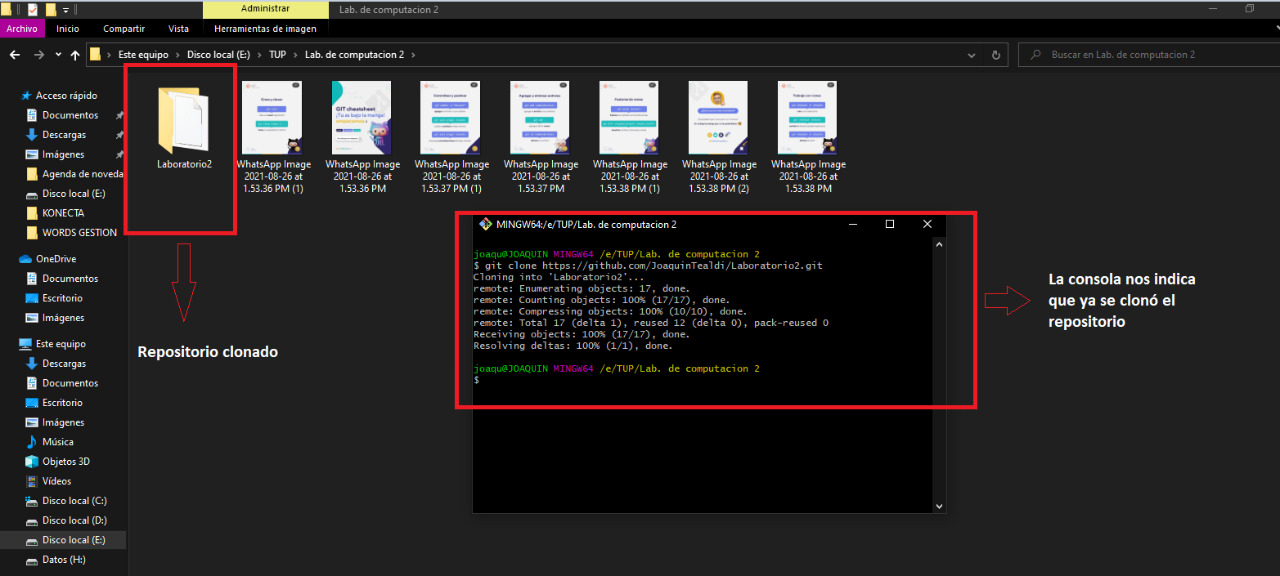 Administrar
Lab. de computacion 2
Archivo
Inicio
Compartir
Vista
Herramientas de imagen
Este equipo
Disco local (E:)
TUP
Lab. de computacion 2
Buscar en Lab. de computacion 2
Acceso rápido
Documentos
Descargas
Imágenes
Agenda de noveda
Disco local (E:)
KONECTA
WORDS GESTION
OneDrive
Documentos
Escritorio
Imágenes
Este equipo
Descargas
Documentos
Escritorio
Imágenes
Música
Objetos 3D
Vídeos
Disco local (C:)
Disco local (D:)
Disco local (E:)
Datos (H:)
Laboratorio2
GIT cheatsheet
WhatsApp Image
2021-08-26 at
1.53.36 PM (1)
WhatsApp Image
2021-08-26 at
1.53.36 PM
WhatsApp Image
2021-08-26 at
1.53.37 PM (1)
WhatsApp Image
2021-08-26 at
1.53.37 PM
WhatsApp Image
2021-08-26 at
1.53.38 PM (1)
WhatsApp Image
2021-08-26 at
1.53.38 PM (2)
WhatsApp Image
2021-08-26 at
1.53.38 PM
Repositorio clonado
MINGW64:/e/TUP/Lab. de computacion 2
joaqu@JOAQUIN MINGW64 /e/TUP/Lab. de computacion 2
$ git clone https://github.com/JoaquinTealdi/Laboratorio2.git
Cloning into 'Laboratorio2'...
remote: Enumerating objects: 17, done.
remote: Counting objects: 100% (17/17), done.
remote: Compressing objects: 100% (10/10), done.
remote: Total 17 (delta 1), reused 12 (delta 0), pack-reused 0
Receiving objects: 100% (17/17), done.
Resolving deltas: 100% (1/1), done.
joaqu@JOAQUIN MINGW64 /e/TUP/Lab. de computacion 2
$
La consola nos indica
que ya se clonó el
repositorio